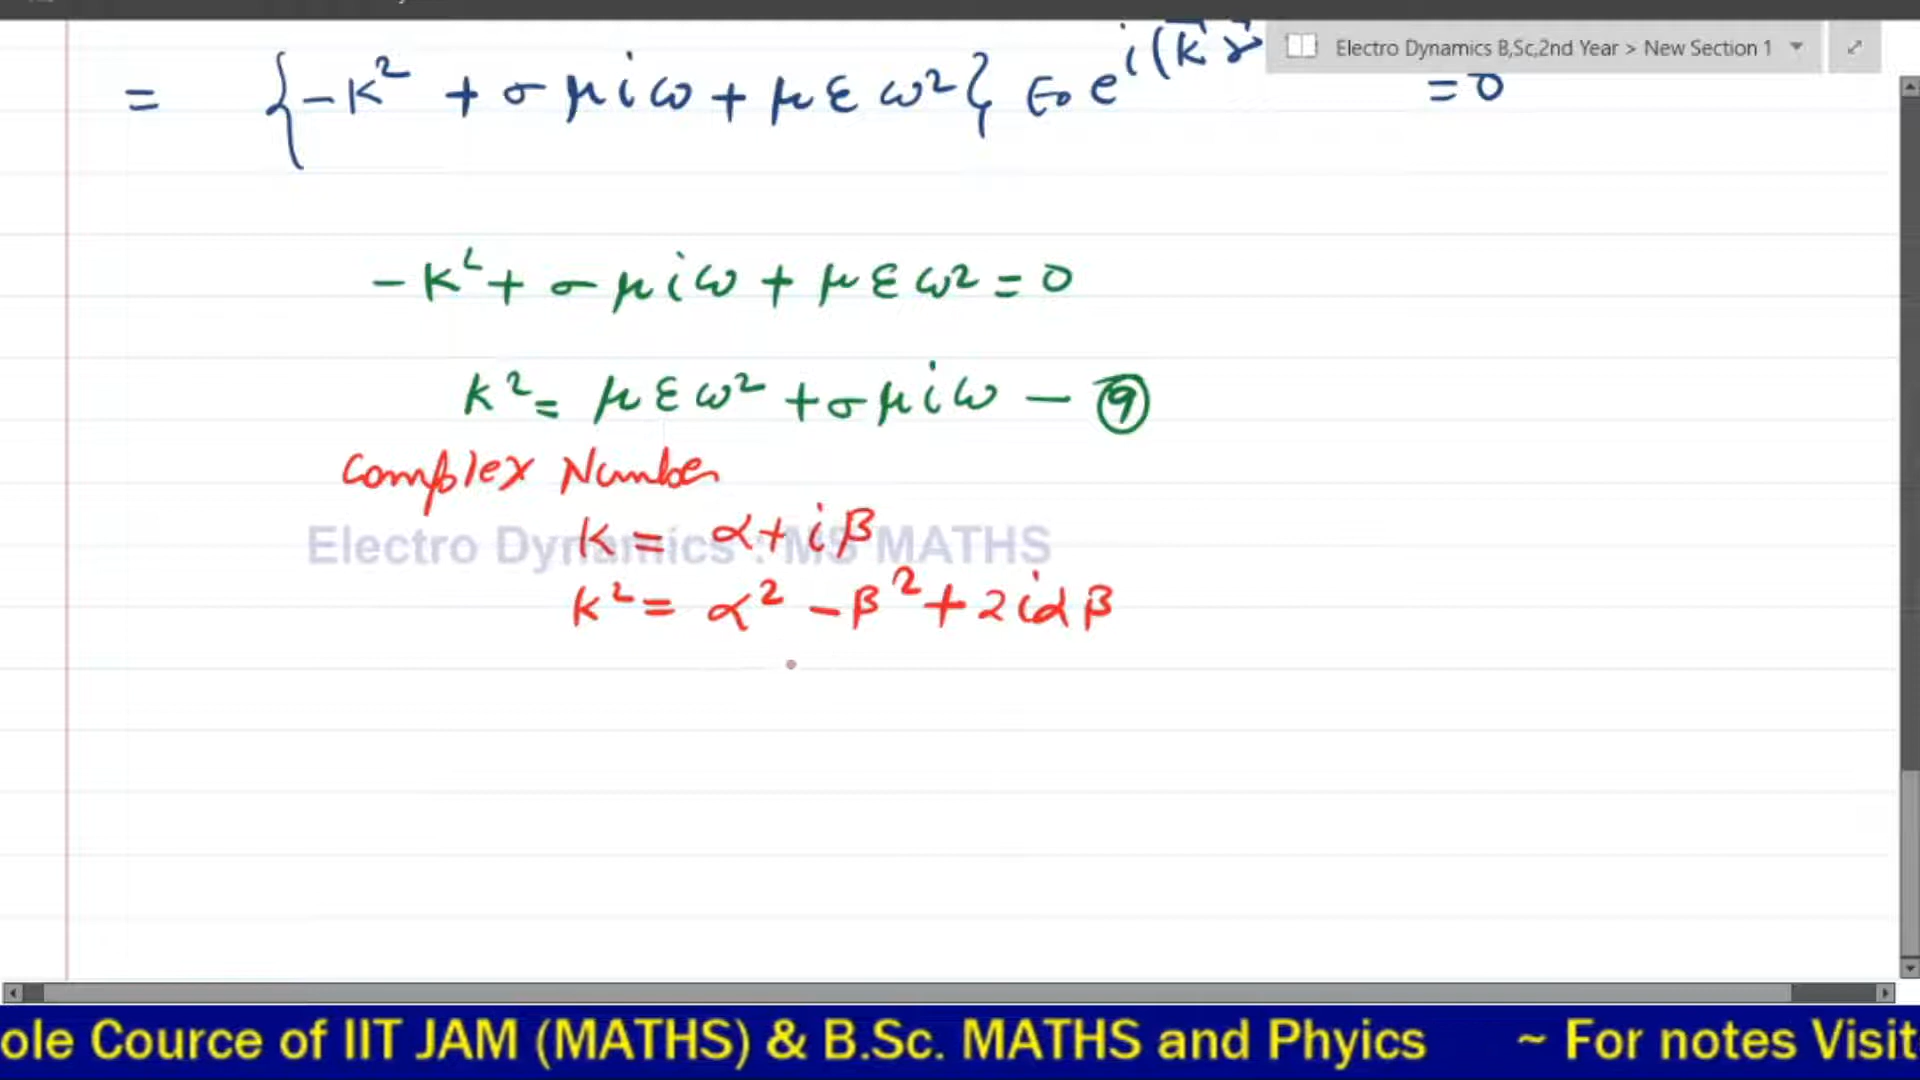 Electro Dynamics B,Sc,2nd Year > New Section 1
= {-K² + σμiω + μεω²} E₀ e^i(k⃗ r⃗ = 0
-K² + σμiω + μεω² = 0
K² = μεω² + σμiω - ⑨
Complex Number
Electro Dynamics : MS MATHS
K = α + iβ
K² = α² - β² + 2iαβ
ole Cource of IIT JAM (MATHS) & B.Sc. MATHS and Phyics ~ For notes Visit